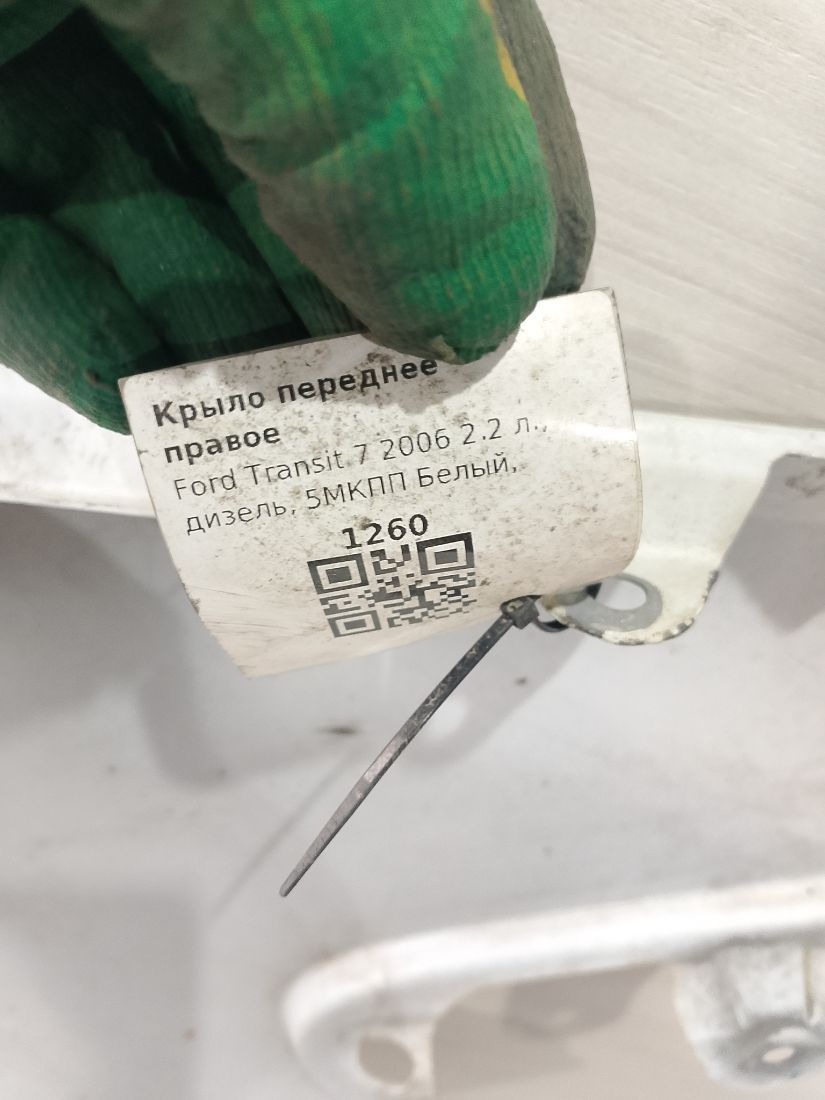 Крыло переднее
правое
Ford Transit 7 2006 2.2 л.,
дизель, 5МКПП Белый,
1260